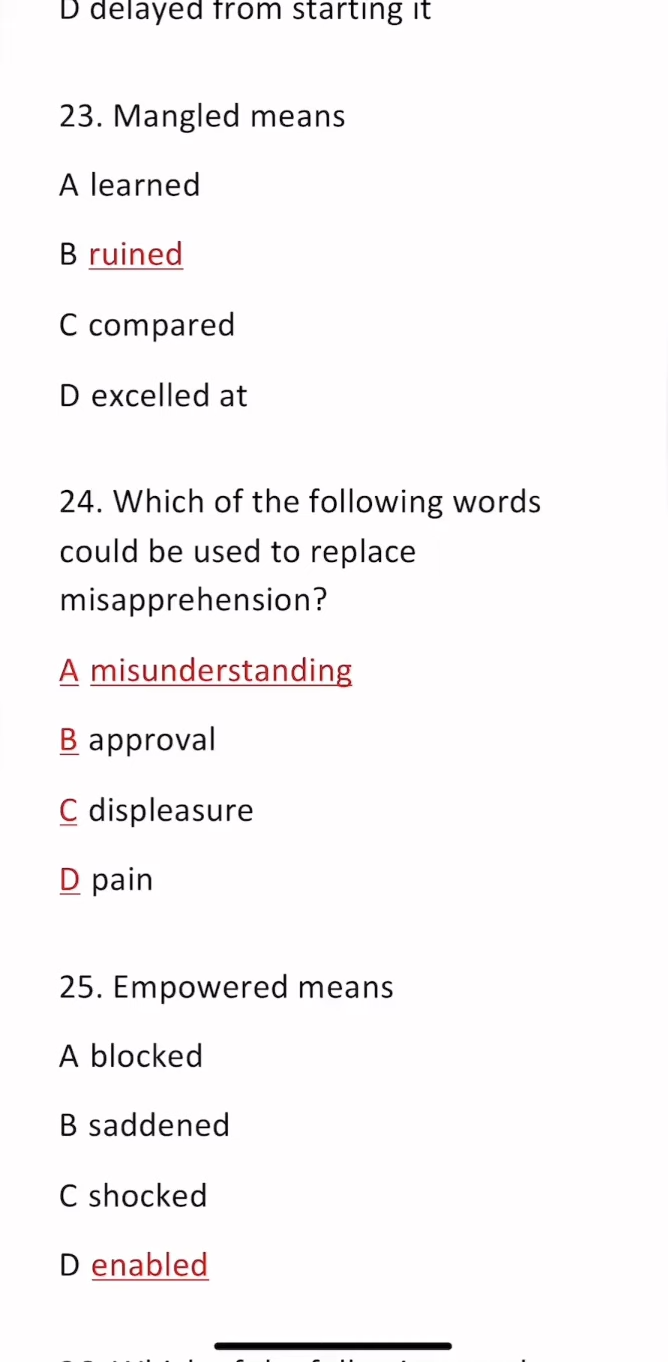 D delayed from starting it
23. Mangled means
A learned
B ruined
C compared
D excelled at
24. Which of the following words
could be used to replace
misapprehension?
A misunderstanding
B approval
C displeasure
D pain
25. Empowered means
A blocked
B saddened
C shocked
D enabled